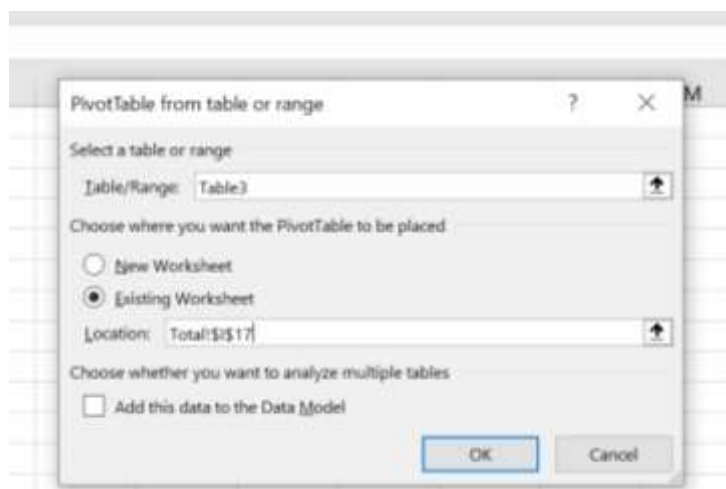 M
PivotTable from table or range ? ×
Select a table or range
Table/Range: Table3
Choose where you want the PivotTable to be placed
New Worksheet
Existing Worksheet
Location: Total!$I$17
Choose whether you want to analyze multiple tables
Add this data to the Data Model
OK Cancel